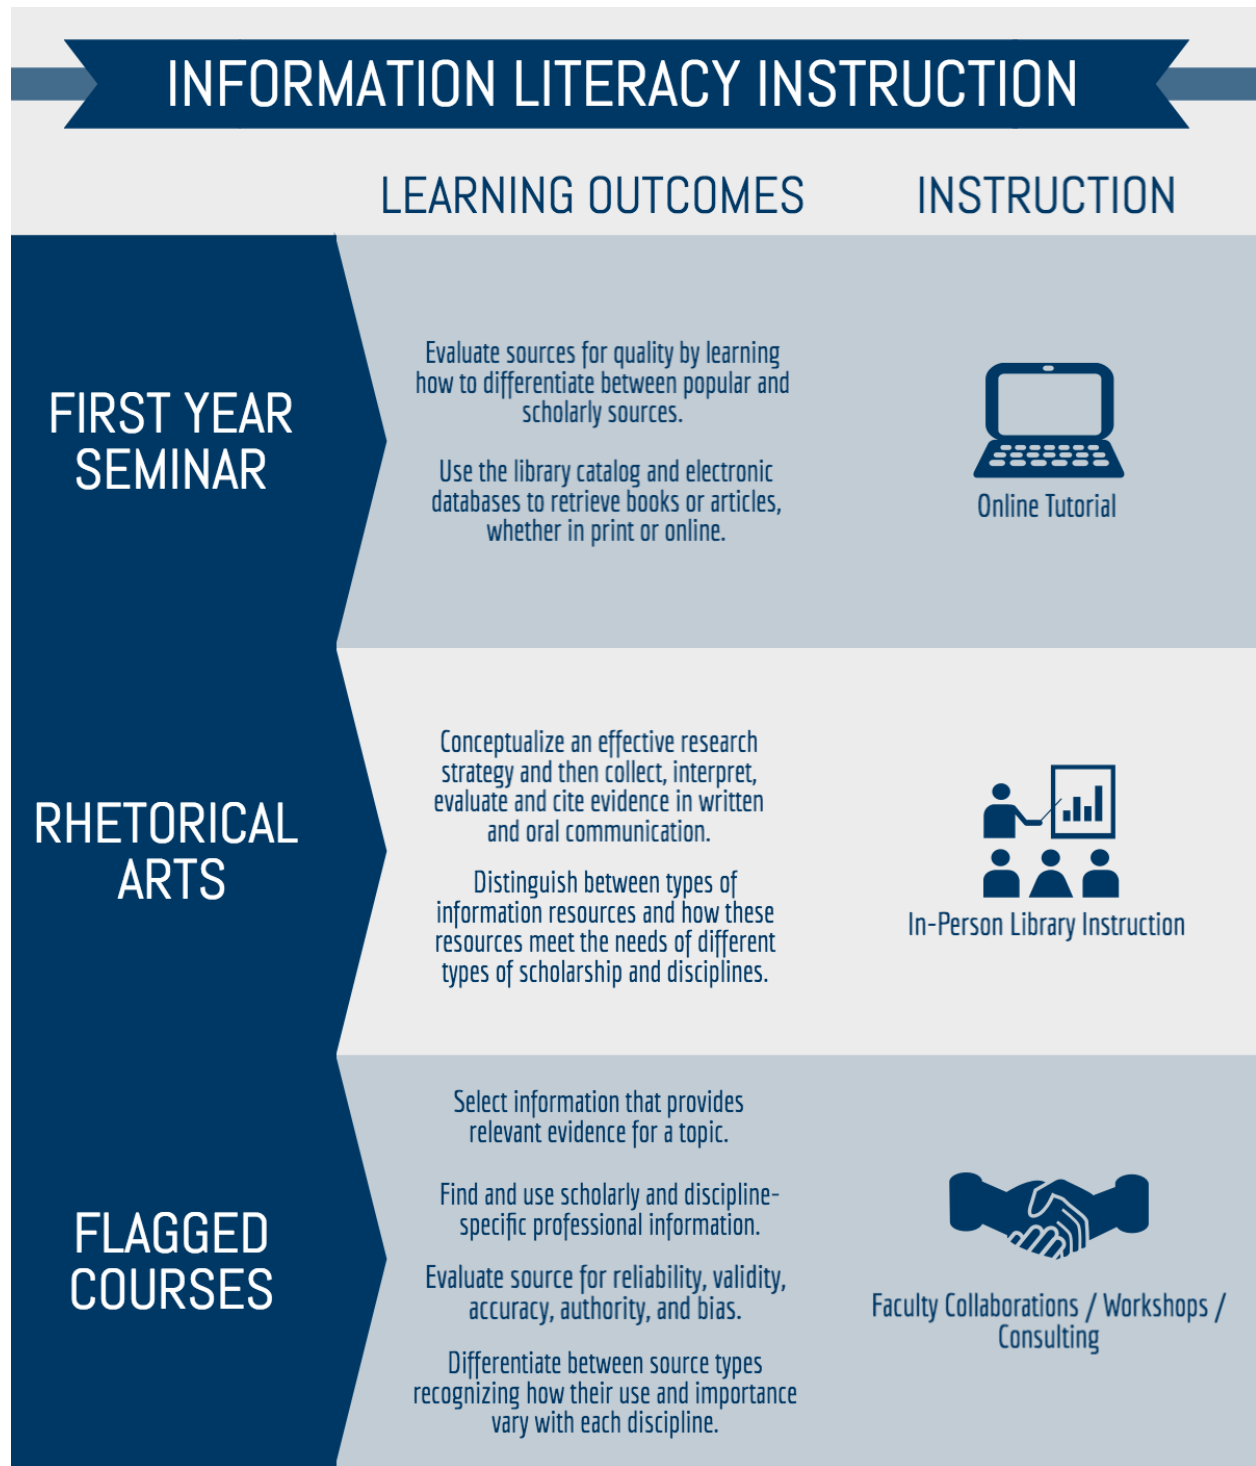 INFORMATION LITERACY INSTRUCTION
LEARNING OUTCOMES
INSTRUCTION
FIRST YEAR
SEMINAR
Evaluate sources for quality by learning
how to differentiate between popular and
scholarly sources.
Use the library catalog and electronic
databases to retrieve books or articles,
whether in print or online.
Online Tutorial
RHETORICAL
ARTS
Conceptualize an effective research
strategy and then collect, interpret,
evaluate and cite evidence in written
and oral communication.
Distinguish between types of
information resources and how these
resources meet the needs of different
types of scholarship and disciplines.
In-Person Library Instruction
FLAGGED
COURSES
Select information that provides
relevant evidence for a topic.
Find and use scholarly and discipline-
specific professional information.
Evaluate source for reliability, validity,
accuracy, authority, and bias.
Differentiate between source types
recognizing how their use and importance
vary with each discipline.
Faculty Collaborations / Workshops /
Consulting